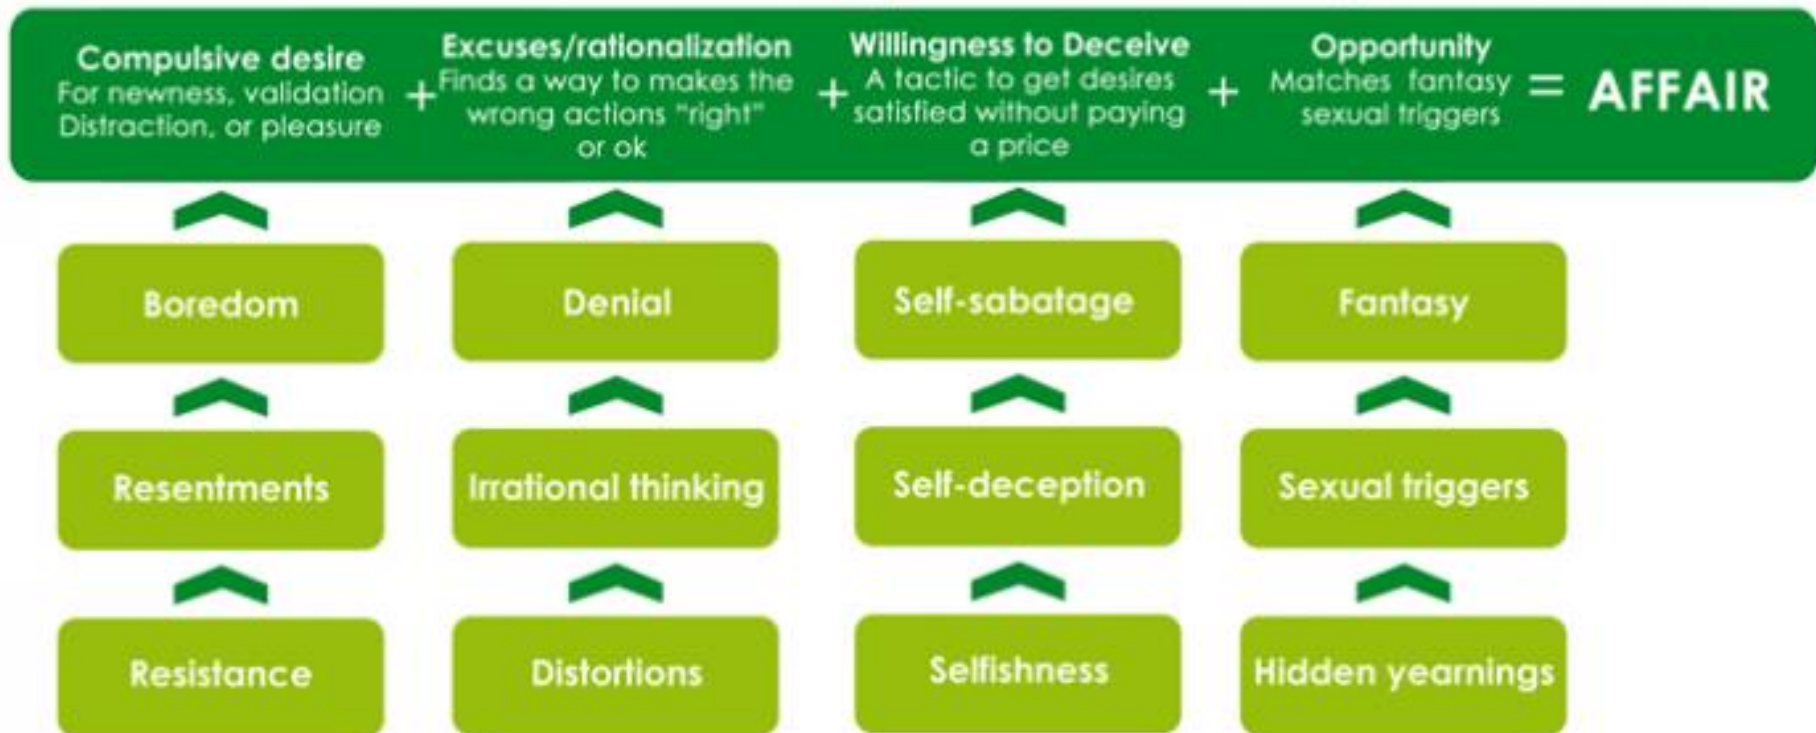 Compulsive desire
For newness, validation
Distraction, or pleasure
+
Excuses/rationalization
Finds a way to makes the
wrong actions "right"
or ok
+
Willingness to Deceive
A tactic to get desires
satisfied without paying
a price
+
Opportunity
Matches fantasy
sexual triggers
= AFFAIR
Boredom
Denial
Self-sabatage
Fantasy
Resentments
Irrational thinking
Self-deception
Sexual triggers
Resistance
Distortions
Selfishness
Hidden yearnings